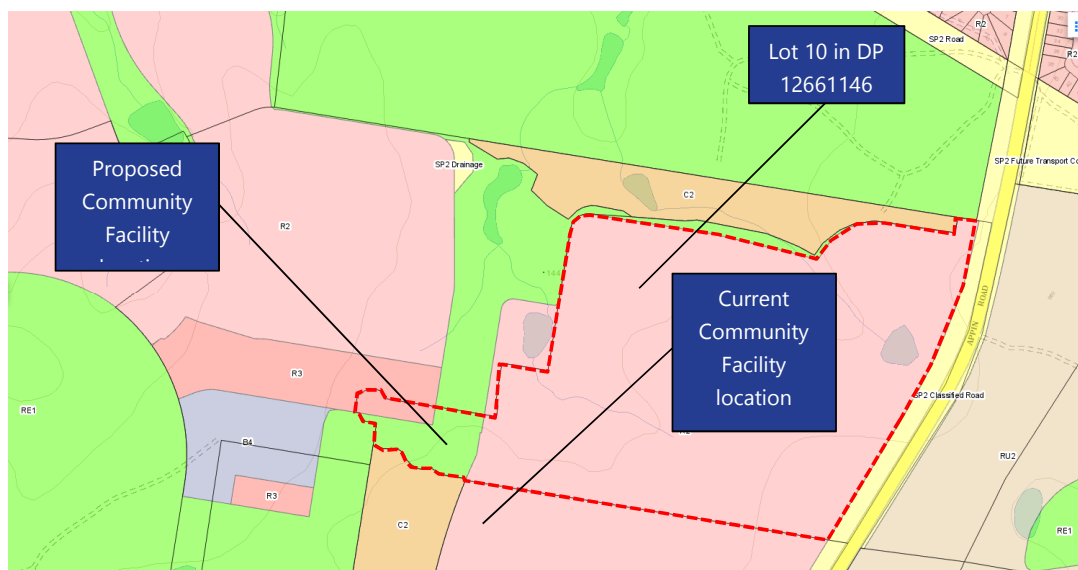 R2
SP2 Road
R2
Lot 10 in DP
12661146
Proposed
Community
Facility
SP2 Drainage
SP2 Future Transport Co
C2
R2
Current
Community
Facility
location
APPIN ROAD
R3
SP2 Classified Road
RE1
B4
RU2
R3
C2
RE1